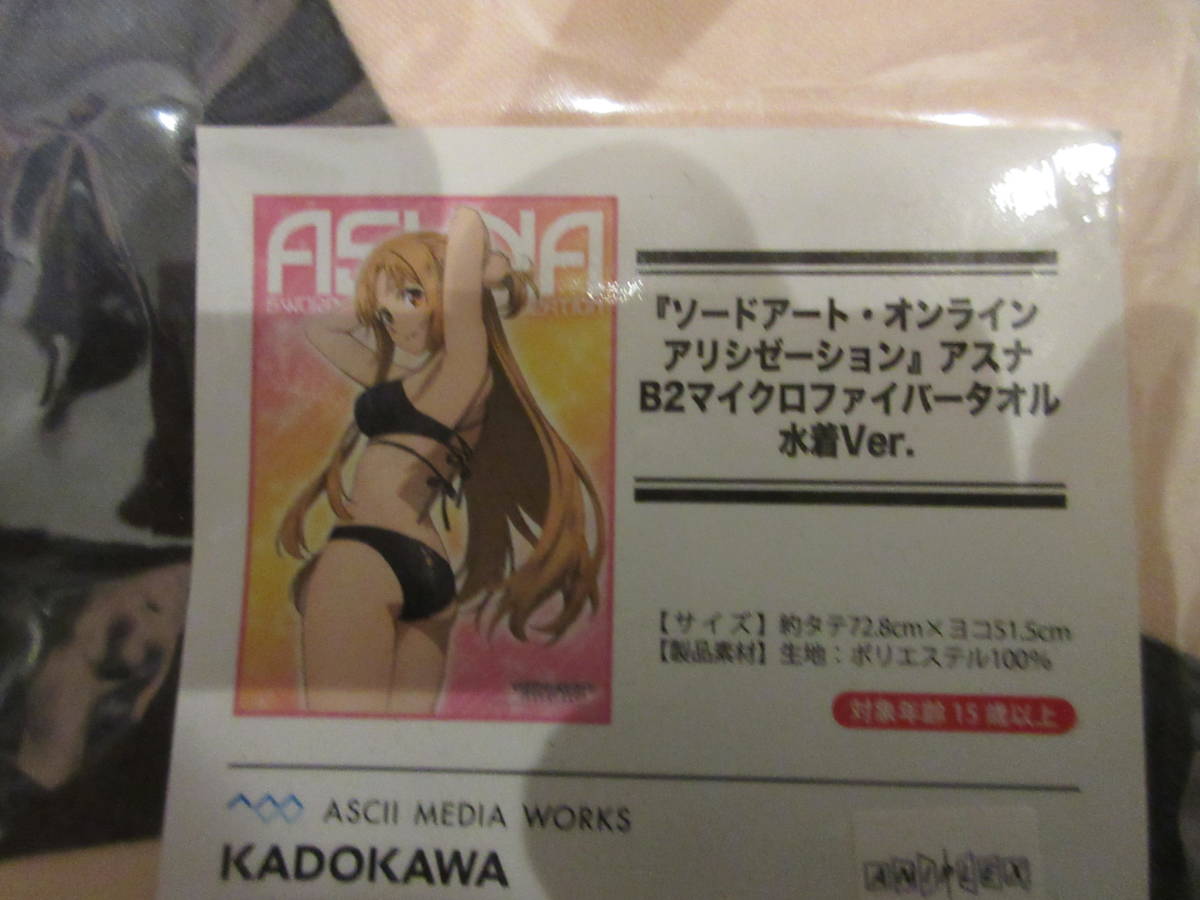 ASUNA
『ソードアート・オンライン
アリシゼーション』アスナ
B2マイクロファイバータオル
水着Ver.
【サイズ】約タテ72.8cm×ヨコ51.5cm
【製品素材】生地：ポリエステル100%
対象年齢 15 歳以上
ASCII MEDIA WORKS
KADOKAWA